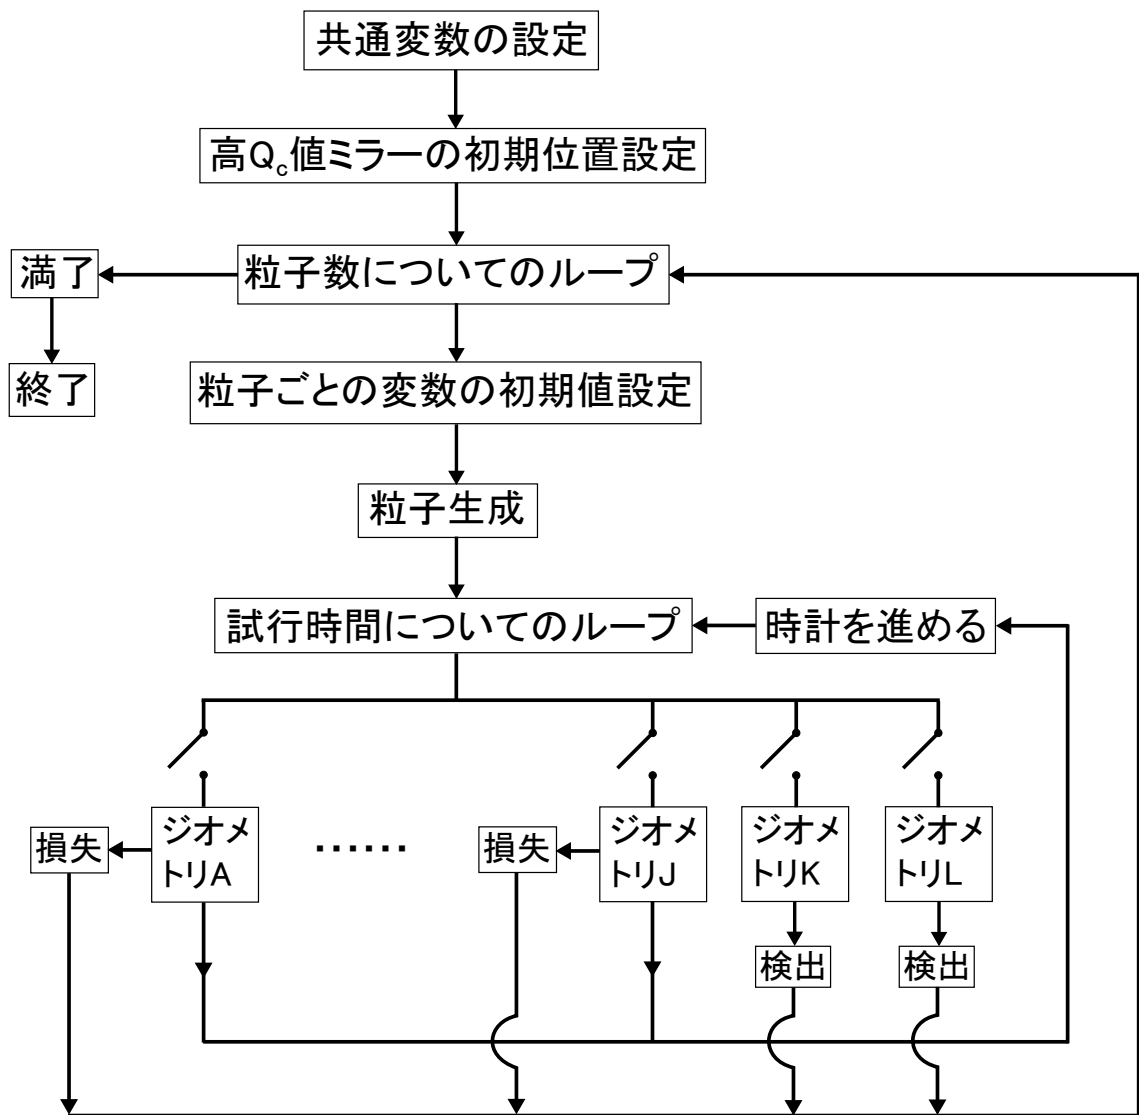 共通変数の設定
高Qc値ミラーの初期位置設定
満了
粒子数についてのループ
終了
粒子ごとの変数の初期値設定
粒子生成
試行時間についてのループ
時計を進める
損失
ジオメ
トリA
……
損失
ジオメ
トリJ
ジオメ
トリK
ジオメ
トリL
検出
検出